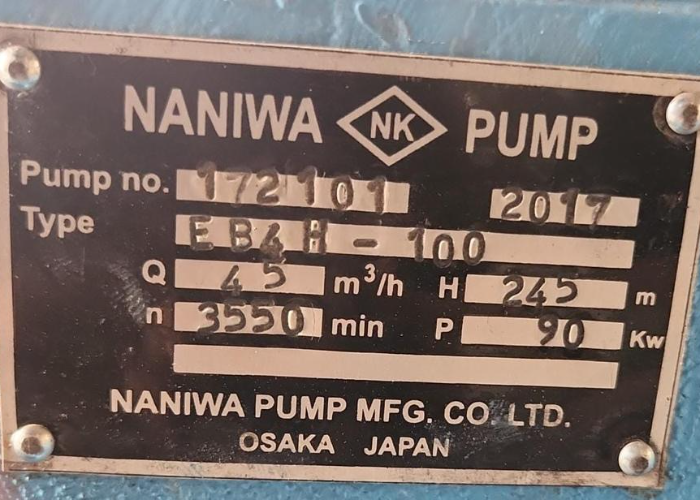 NANIWA NK PUMP
Pump no. 172101 2017
Type EB4H-100
Q 45 m³/h H 245 m
n 3550 min P 90 Kw
NANIWA PUMP MFG. CO. LTD.
OSAKA JAPAN